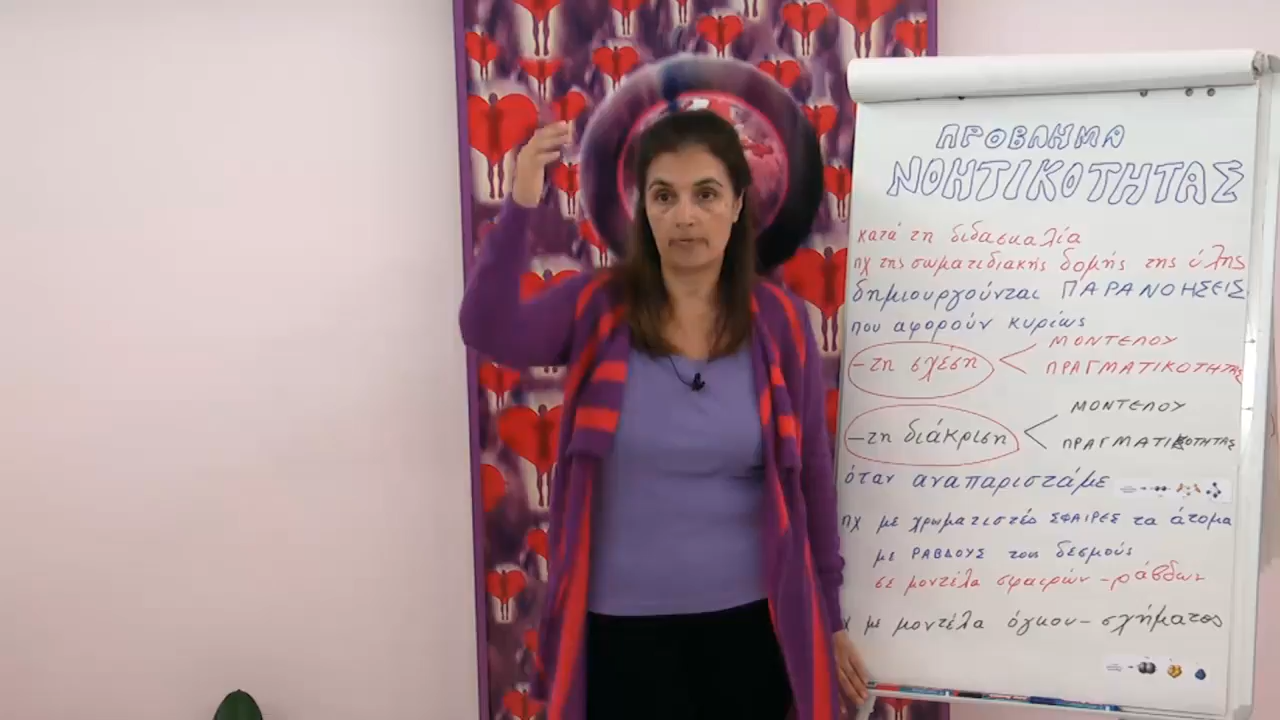 ΠΡΟΒΛΗΜΑ
ΝΟΗΤΙΚΟΤΗΤΑΣ
κατά τη διδασκαλία
πχ της σωματιδιακής δομής της ύλης
δημιουργούνται ΠΑΡΑΝΟΗΣΕΙΣ
που αφορούν κυρίως
- τη σχέση < ΜΟΝΤΕΛΟΥ
ΠΡΑΓΜΑΤΙΚΟΤΗΤΑΣ
- τη διάκριση < ΜΟΝΤΕΛΟΥ
ΠΡΑΓΜΑΤΙΚΟΤΗΤΑΣ
όταν αναπαριστάμε
πχ με χρωματιστές ΣΦΑΙΡΕΣ τα άτομα
με ΡΑΒΔΟΥΣ τους δεσμούς
σε μοντέλα σφαιρών - ράβδων
χ με μοντέλα όγκου - σχήματος